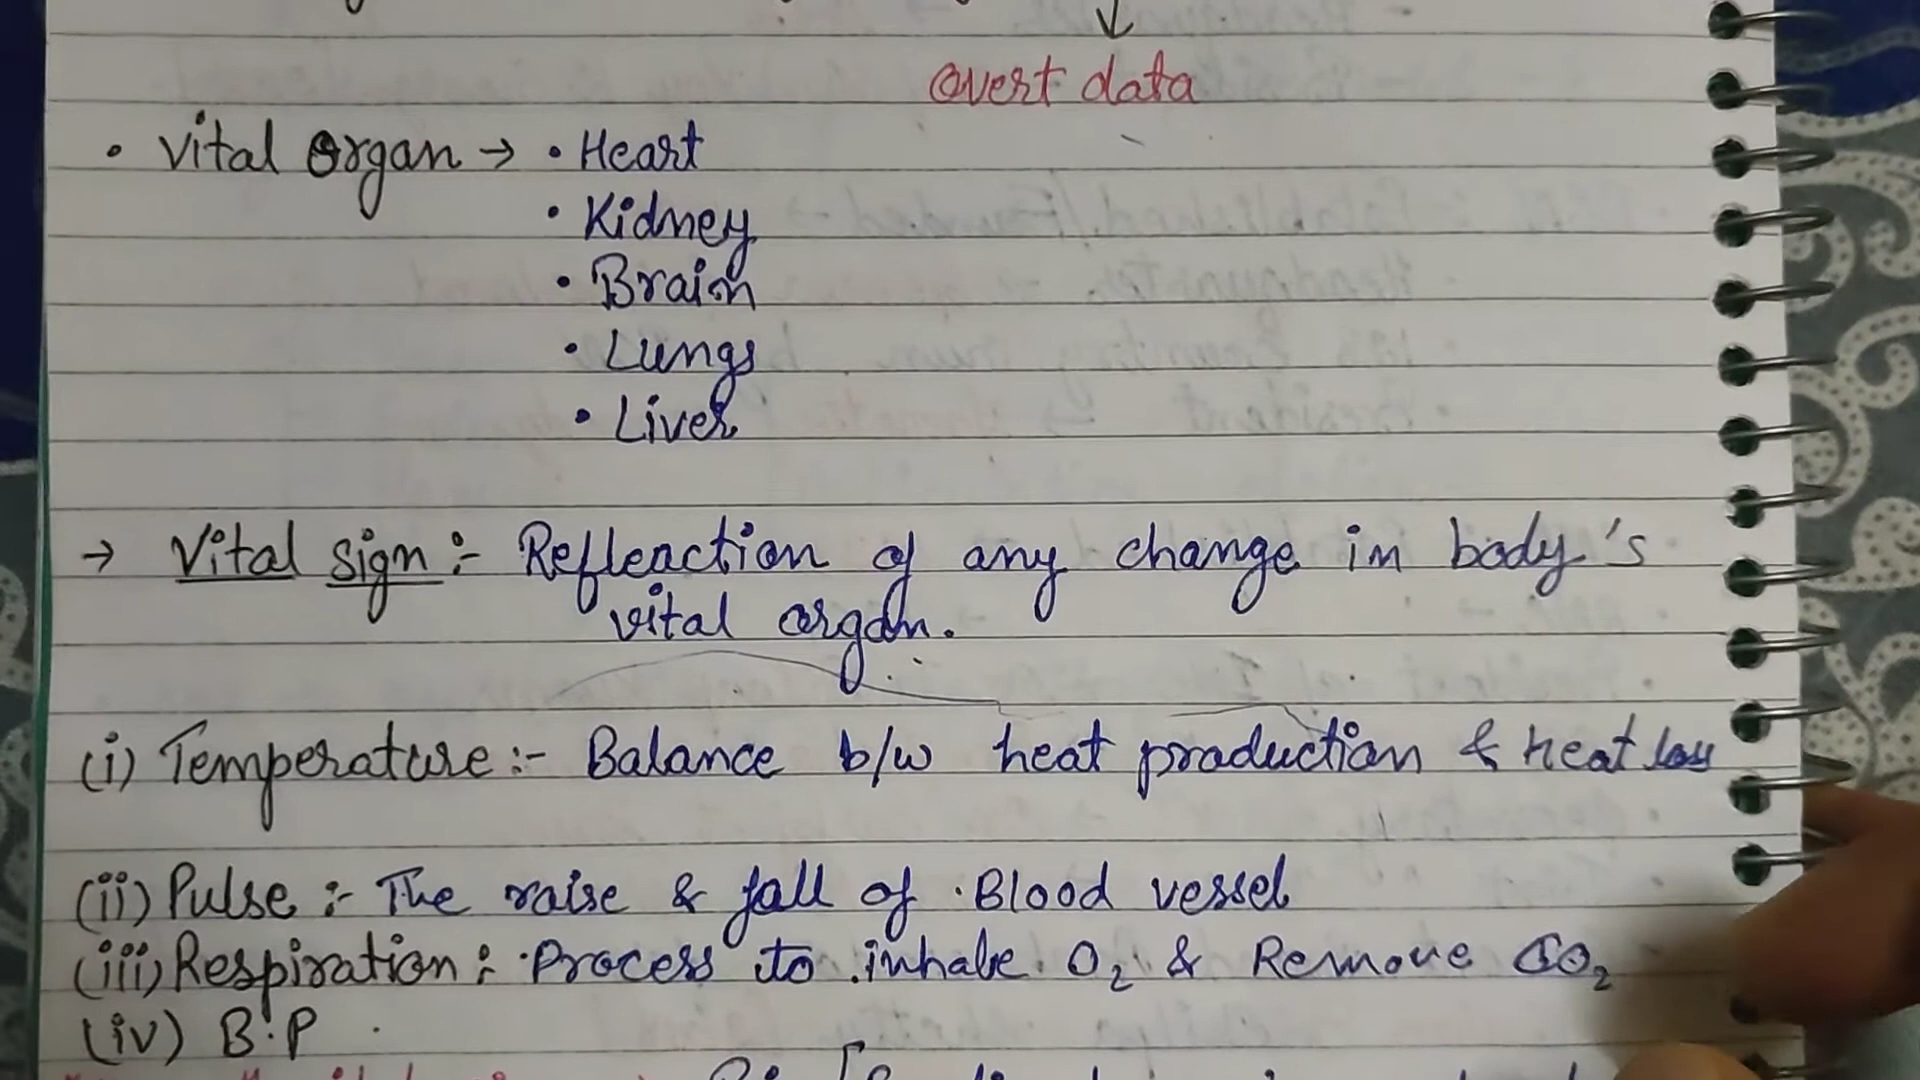 ↓
Overt data
• Vital Organ → • Heart
• Kidney
• Brain
• Lungs
• Liver
→ Vital sign :- Refleaction of any change in body's
vital organ.
(i) Temperature :- Balance b/w heat production & heat loss
(ii) Pulse :- The raise & fall of Blood vessel
(iii) Respiration : Process to inhale O₂ & Remove CO₂
(iv) B.P